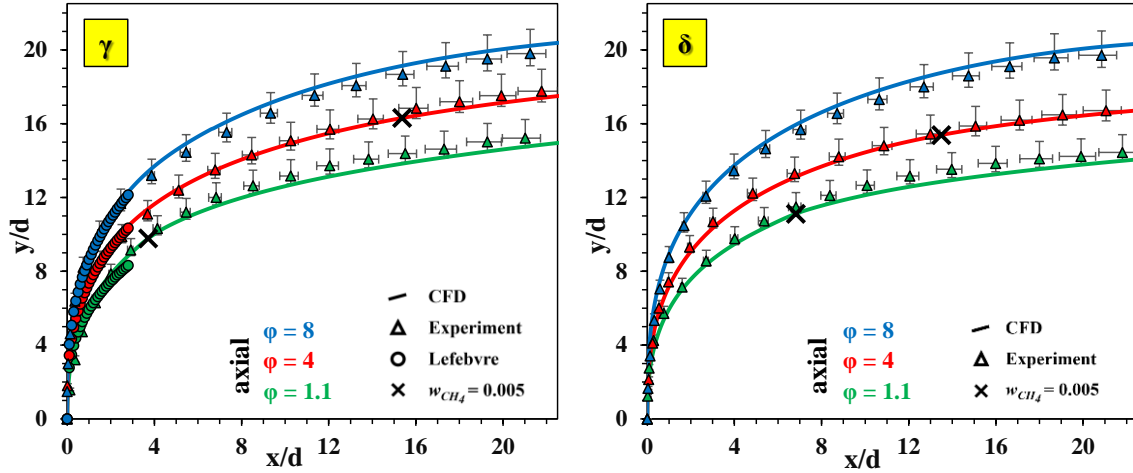 γ
20
16
12
8
4
0
y/d
0 4 8 12 16 20
x/d
axial
φ = 8
φ = 4
φ = 1.1
CFD
Experiment
Lefebvre
w_CH₄ = 0.005
δ
20
16
12
8
4
0
y/d
0 4 8 12 16 20
x/d
axial
φ = 8
φ = 4
φ = 1.1
CFD
Experiment
w_CH₄ = 0.005